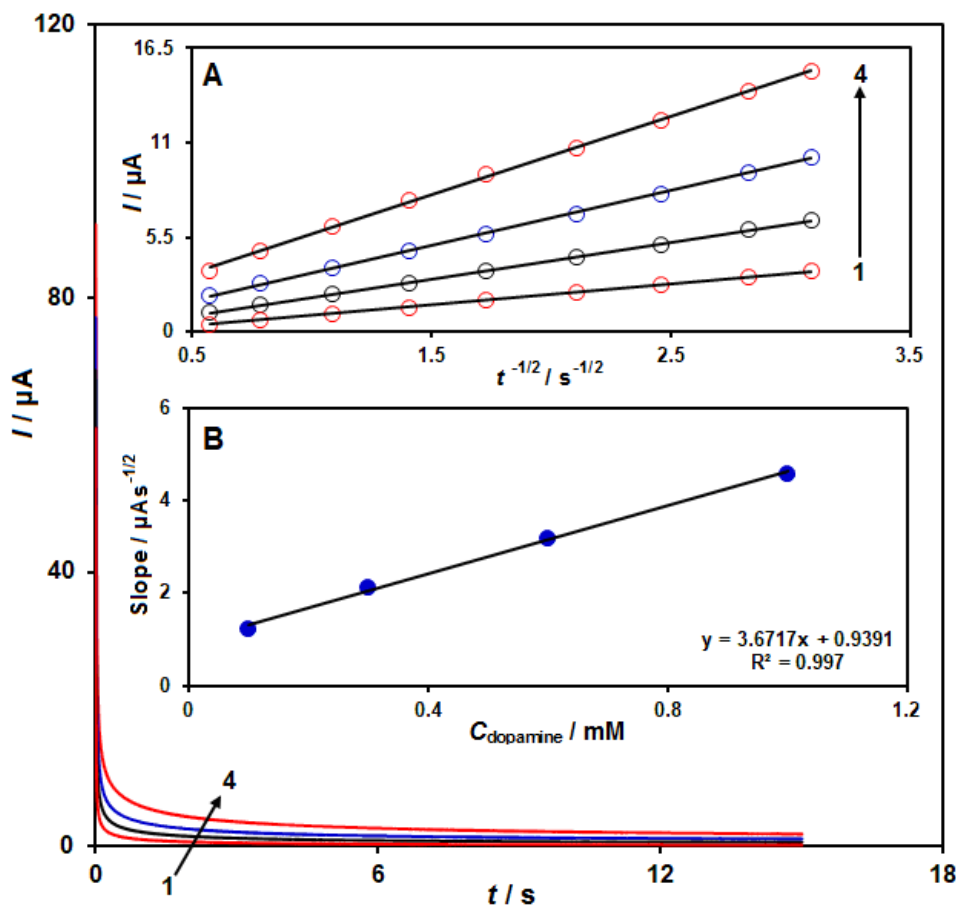 120
80
40
0
I / µA
0
6
12
18
t / s
1
4
A
16.5
11
5.5
0
I / µA
0.5
1.5
2.5
3.5
t -1/2 / s-1/2
4
1
B
6
4
2
0
Slope / µAs-1/2
0
0.4
0.8
1.2
Cdopamine / mM
y = 3.6717x + 0.9391
R² = 0.997